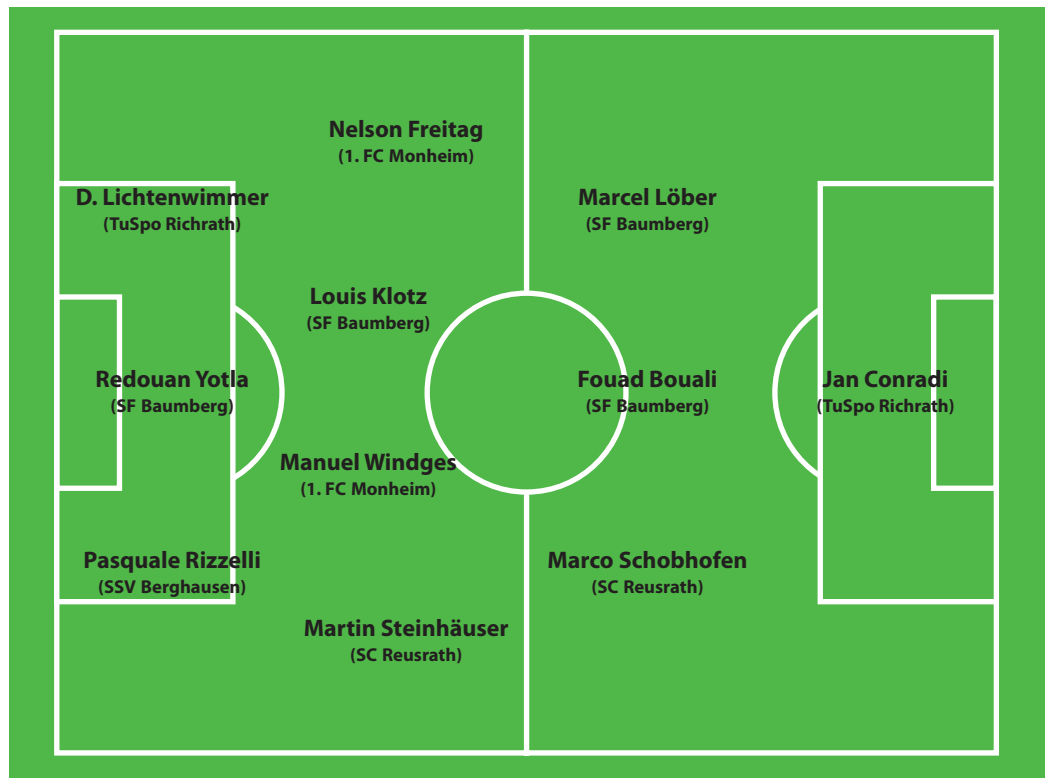 Nelson Freitag
(1. FC Monheim)
D. Lichtenwimmer
(TuSpo Richrath)
Marcel Löber
(SF Baumberg)
Louis Klotz
(SF Baumberg)
Redouan Yotla
(SF Baumberg)
Fouad Bouali
(SF Baumberg)
Jan Conradi
(TuSpo Richrath)
Manuel Windges
(1. FC Monheim)
Pasquale Rizzelli
(SSV Berghausen)
Marco Schobhofen
(SC Reusrath)
Martin Steinhäuser
(SC Reusrath)